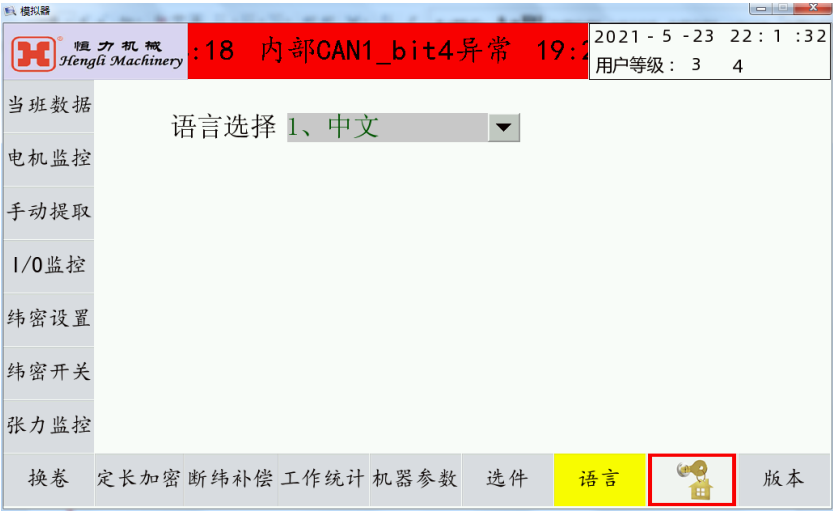 模拟器
恒力机械
Hengli Machinery
:18 内部CAN1_bit4异常 19:2
2021 - 5 -23 22 : 1 :32
用户等级： 3 4
当班数据
语言选择 1、中文
电机监控
手动提取
I/O监控
纬密设置
纬密开关
张力监控
换卷 定长加密 断纬补偿 工作统计 机器参数 选件 语言 版本